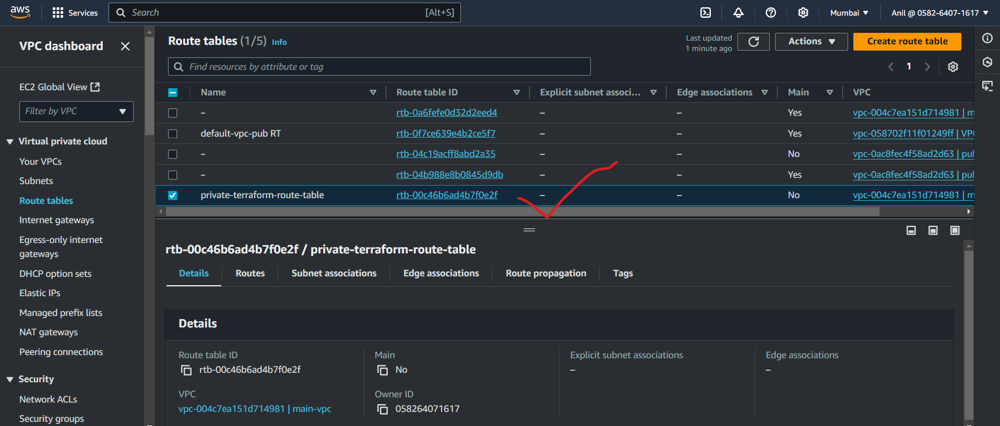 aws
Services
Search [Alt+S]
Mumbai
Anil @ 0582-6407-1617
VPC dashboard
EC2 Global View
Filter by VPC
Virtual private cloud
Your VPCs
Subnets
Route tables
Internet gateways
Egress-only internet
gateways
DHCP option sets
Elastic IPs
Managed prefix lists
NAT gateways
Peering connections
Security
Network ACLs
Security groups
Route tables (1/5) Info
Last updated
1 minute ago
Actions
Create route table
Find resources by attribute or tag
1
Name Route table ID Explicit subnet associ... Edge associations Main VPC
– rtb-0a6fefe0d32d2eed4 – – Yes vpc-004c7ea151d714981 | m
default-vpc-pub RT rtb-0f7ce639e4b2ce5f7 – – Yes vpc-058702f11f01249ff | VPC
– rtb-04c19acff8abd2a35 – – No vpc-0ac8fec4f58ad2d63 | pub
– rtb-04b988e8b0845d9db – – Yes vpc-0ac8fec4f58ad2d63 | pub
private-terraform-route-table rtb-00c46b6ad4b7f0e2f – – No vpc-004c7ea151d714981 | m
rtb-00c46b6ad4b7f0e2f / private-terraform-route-table
Details Routes Subnet associations Edge associations Route propagation Tags
Details
Route table ID
rtb-00c46b6ad4b7f0e2f
Main
No
Explicit subnet associations
–
Edge associations
–
VPC
vpc-004c7ea151d714981 | main-vpc
Owner ID
058264071617